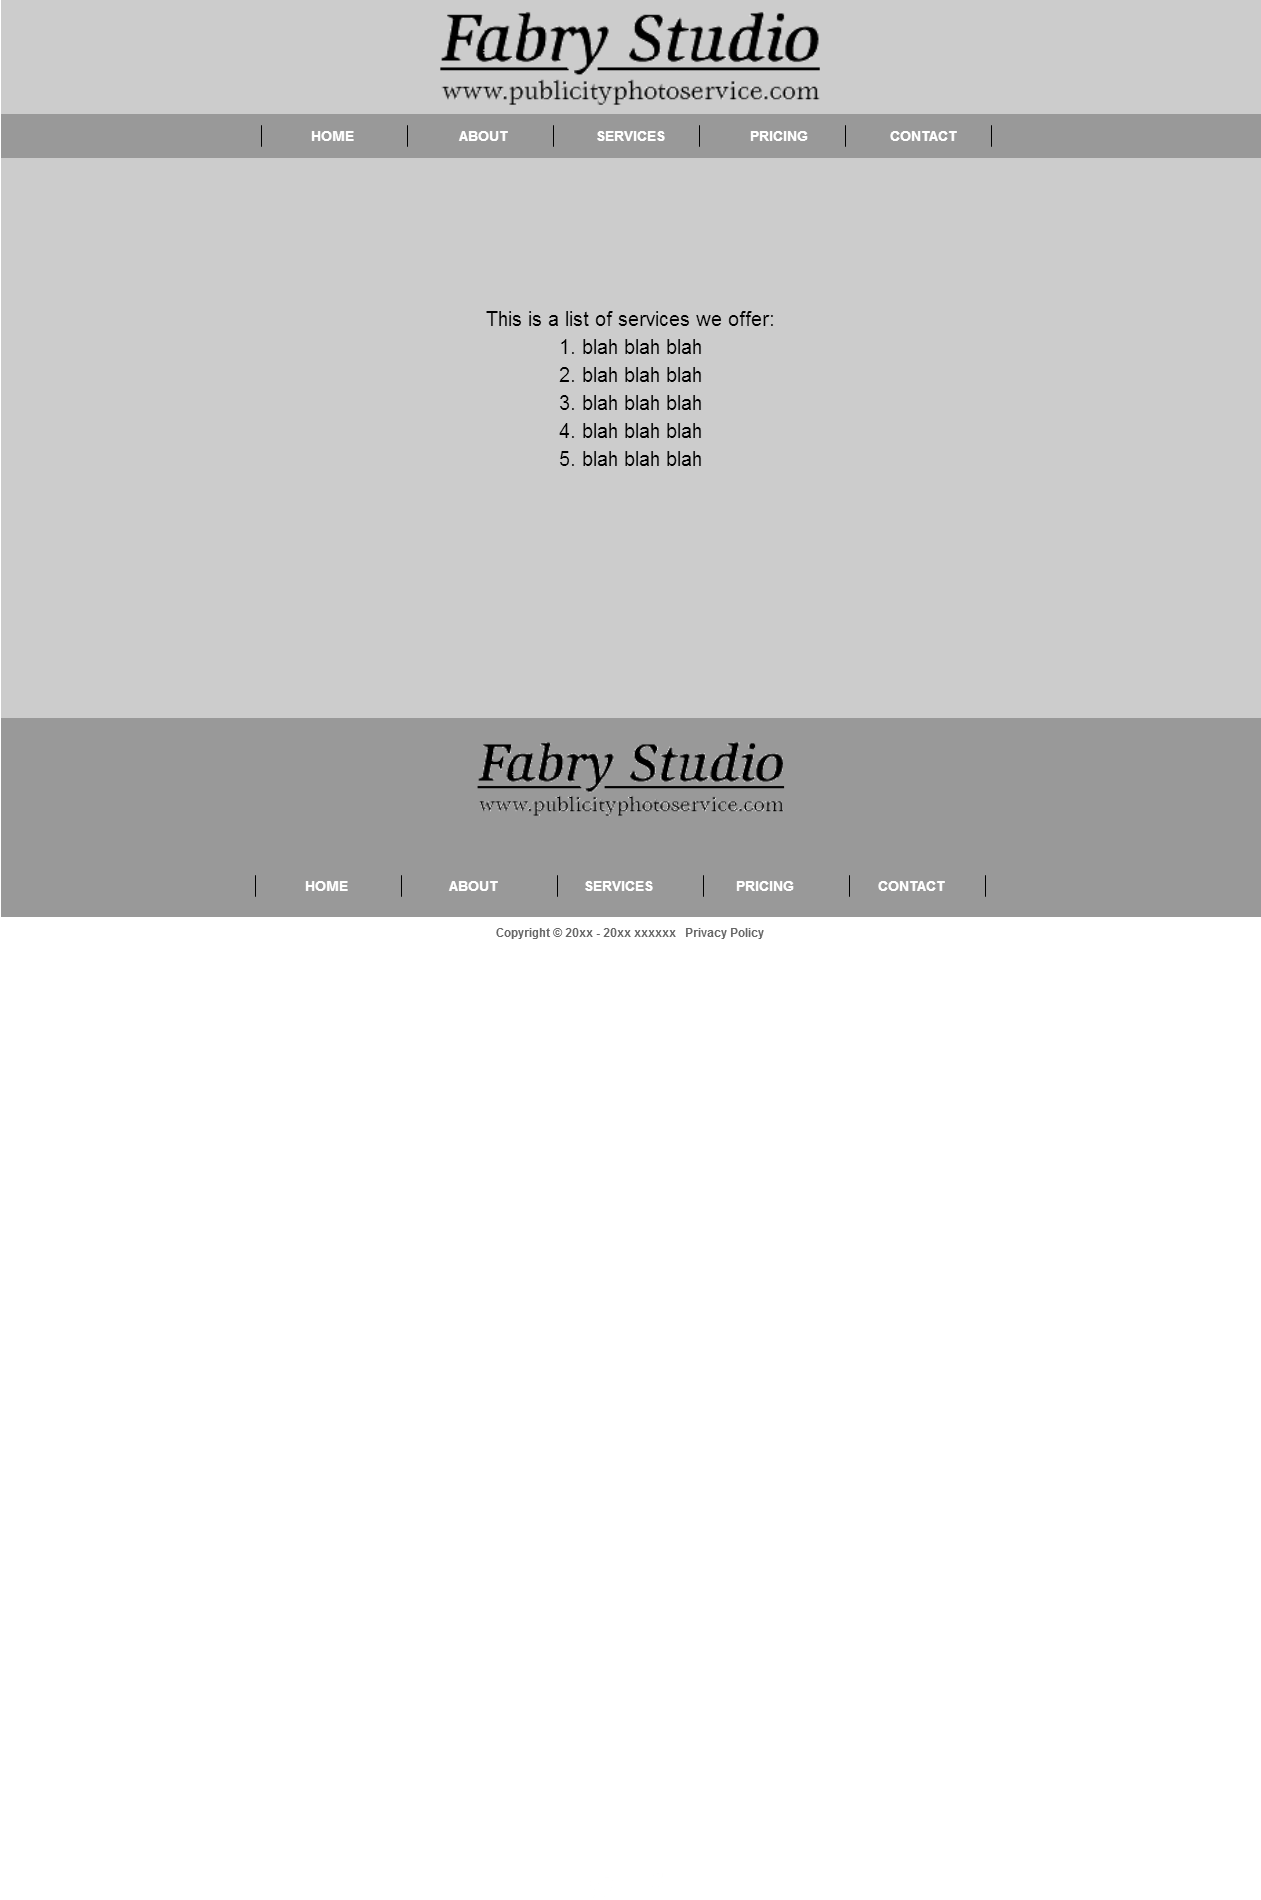 Fabry Studio
www.publicityphotoservice.com
HOME ABOUT SERVICES PRICING CONTACT
This is a list of services we offer:
1. blah blah blah
2. blah blah blah
3. blah blah blah
4. blah blah blah
5. blah blah blah
Fabry Studio
www.publicityphotoservice.com
HOME ABOUT SERVICES PRICING CONTACT
Copyright © 20xx - 20xx xxxxxx Privacy Policy